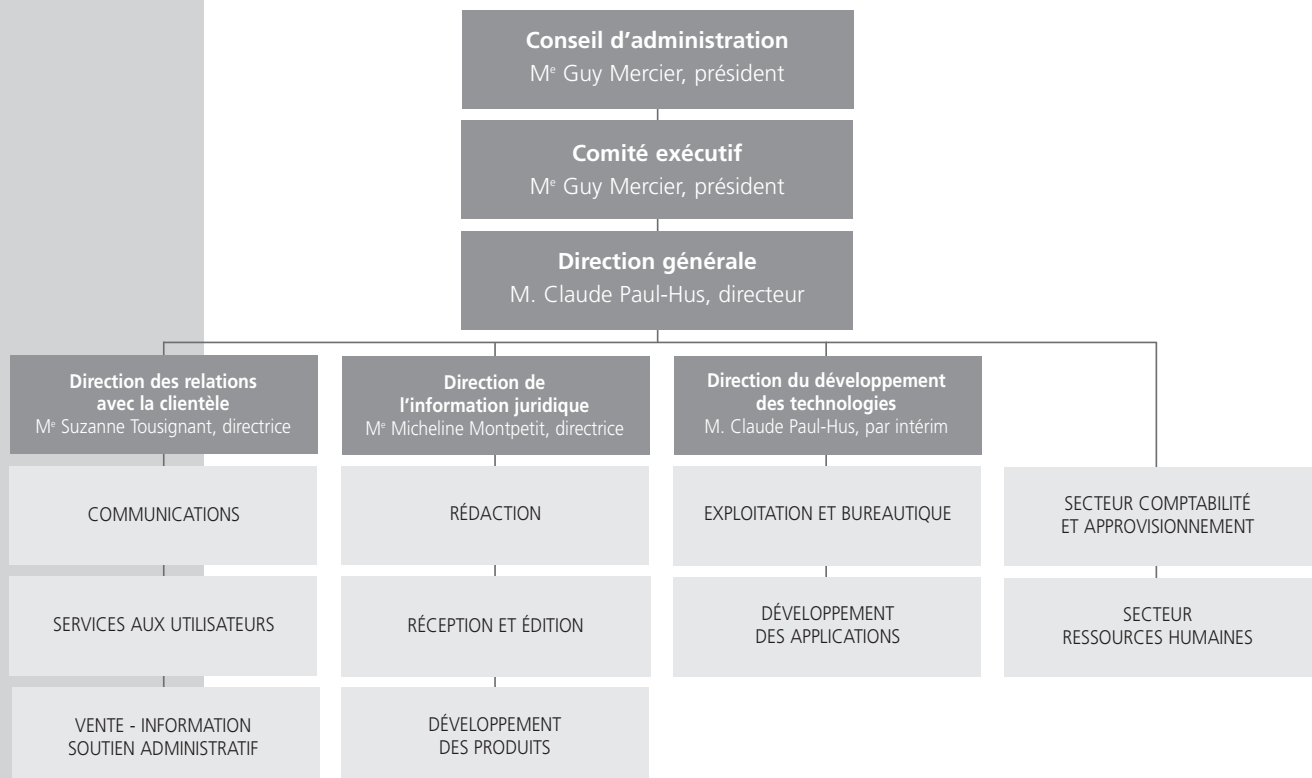 Conseil d’administration
Mᵉ Guy Mercier, président
Comité exécutif
Mᵉ Guy Mercier, président
Direction générale
M. Claude Paul-Hus, directeur
Direction des relations
avec la clientèle
Mᵉ Suzanne Tousignant, directrice
Direction de
l’information juridique
Mᵉ Micheline Montpetit, directrice
Direction du développement
des technologies
M. Claude Paul-Hus, par intérim
COMMUNICATIONS
RÉDACTION
EXPLOITATION ET BUREAUTIQUE
SECTEUR COMPTABILITÉ
ET APPROVISIONNEMENT
SERVICES AUX UTILISATEURS
RÉCEPTION ET ÉDITION
DÉVELOPPEMENT
DES APPLICATIONS
SECTEUR
RESSOURCES HUMAINES
VENTE - INFORMATION
SOUTIEN ADMINISTRATIF
DÉVELOPPEMENT
DES PRODUITS